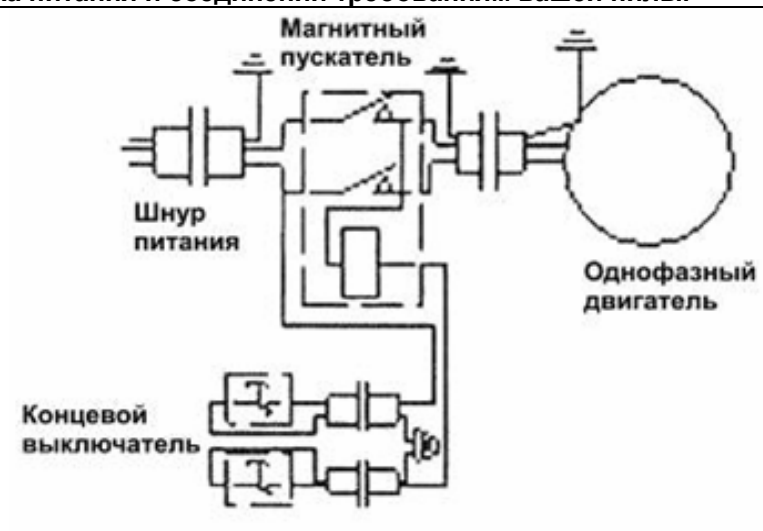 Магнитный
пускатель
Шнур
питания
Однофазный
двигатель
Концевой
выключатель